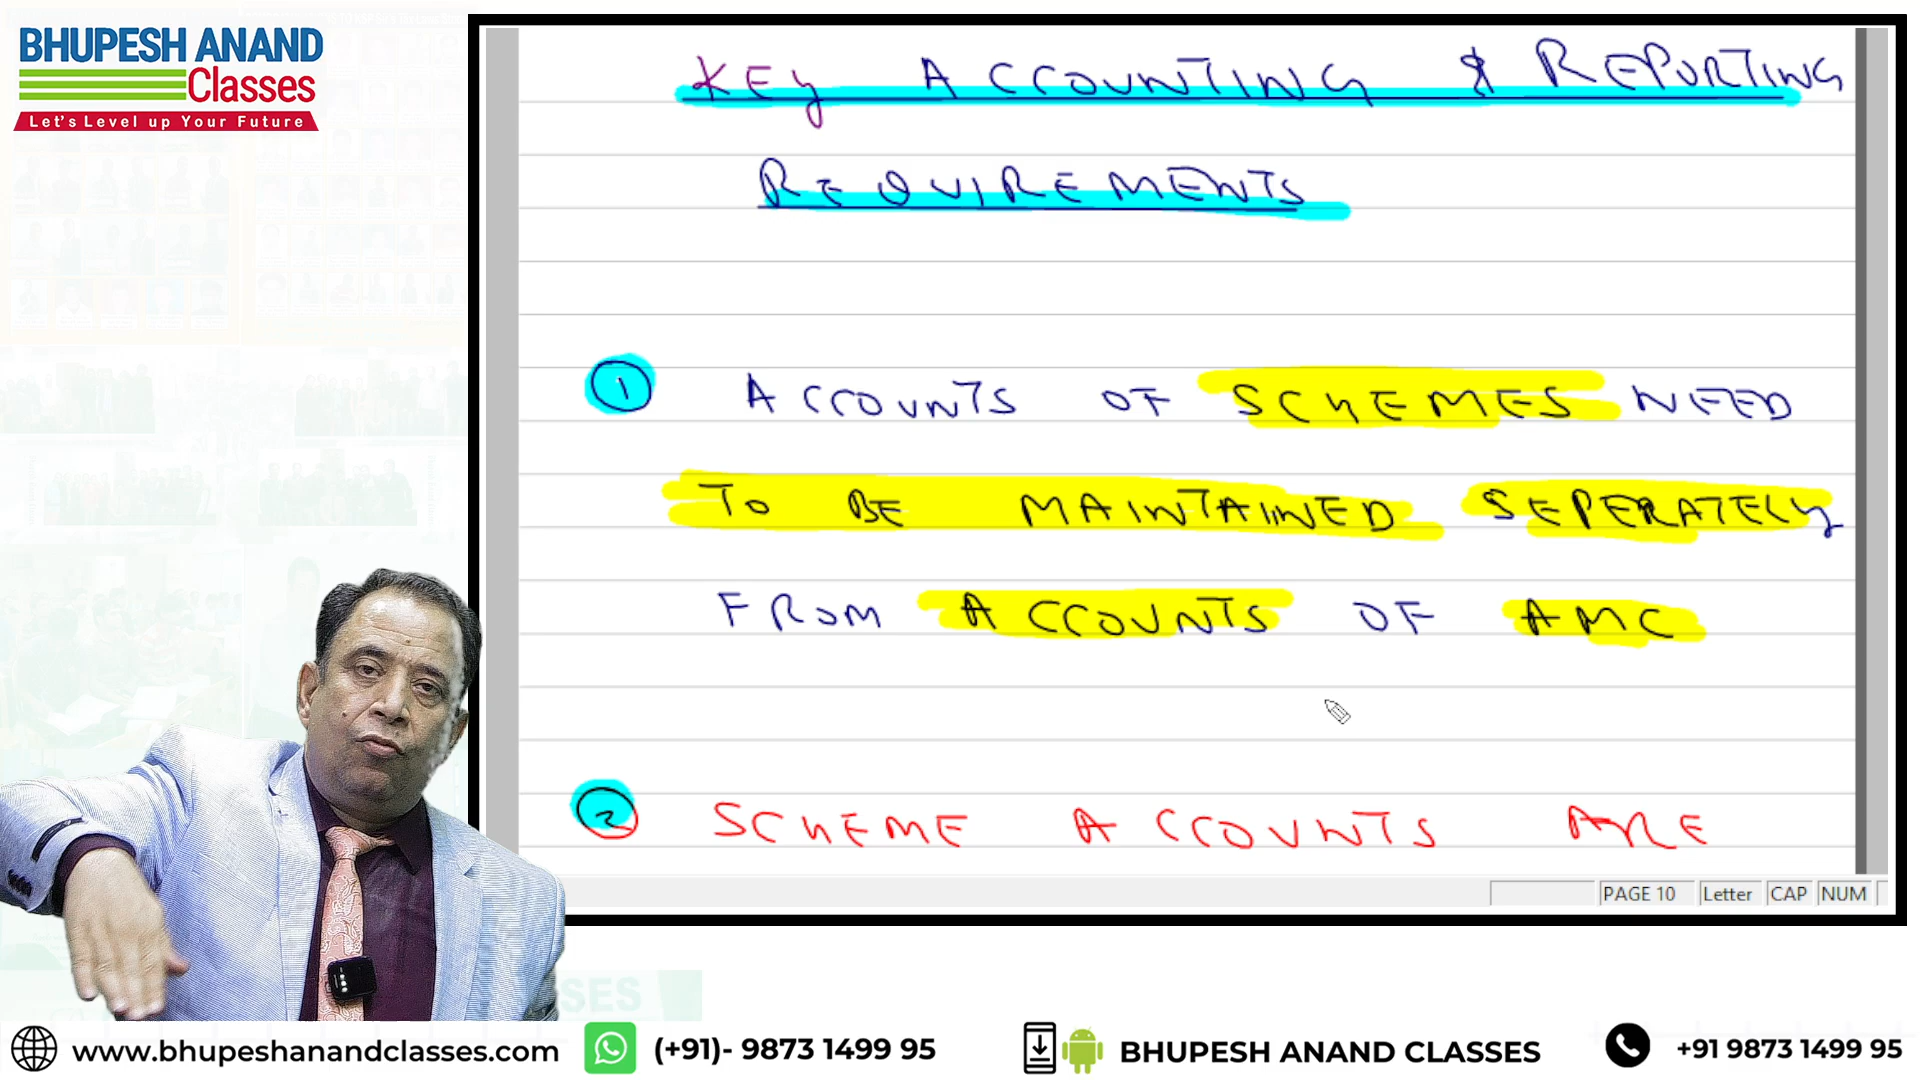 BHUPESH ANAND
Classes
Let's Level up Your Future
KEY ACCOUNTING & REPORTING
REQUIREMENTS
1 ACCOUNTS OF SCHEMES NEED
TO BE MAINTAINED SEPERATELY
FROM ACCOUNTS OF AMC
2 SCHEME ACCOUNTS ARE
PAGE 10 Letter CAP NUM
SES
www.bhupeshanandclasses.com (+91)- 9873 1499 95 BHUPESH ANAND CLASSES +91 9873 1499 95